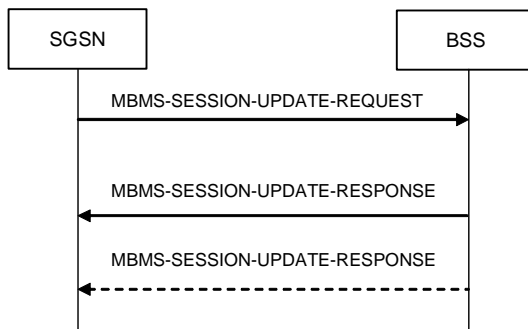 SGSN
BSS
MBMS-SESSION-UPDATE-REQUEST
MBMS-SESSION-UPDATE-RESPONSE
MBMS-SESSION-UPDATE-RESPONSE